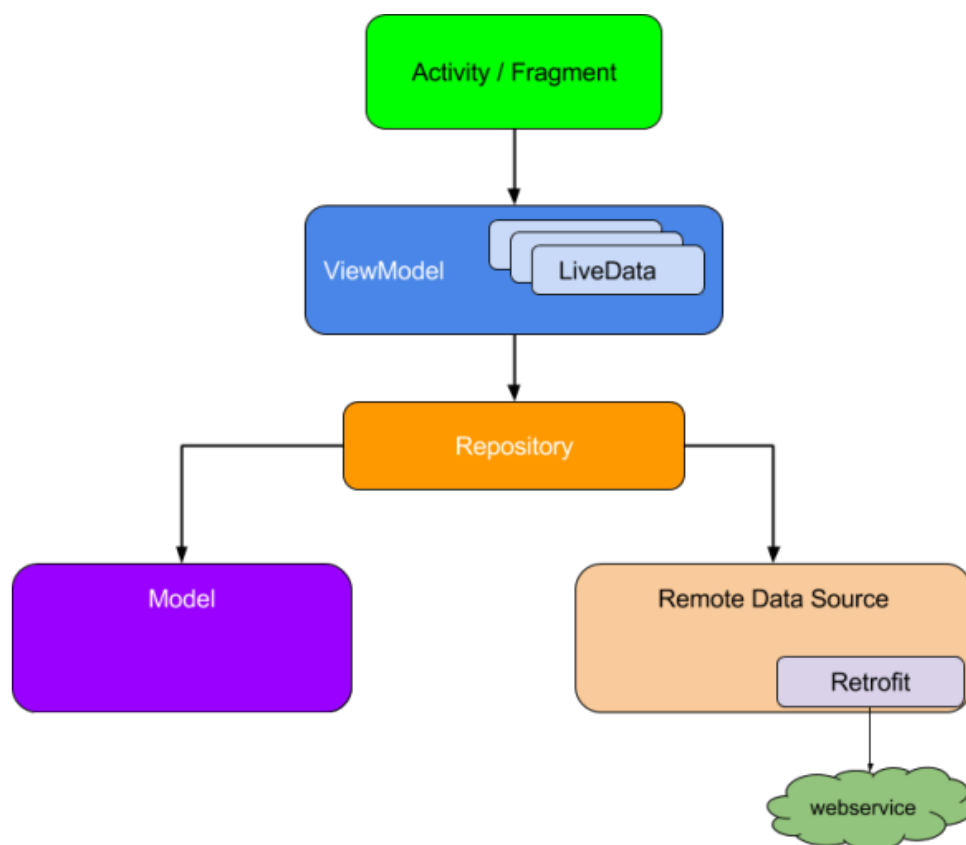 Activity / Fragment
ViewModel
LiveData
Repository
Model
Remote Data Source
Retrofit
webservice